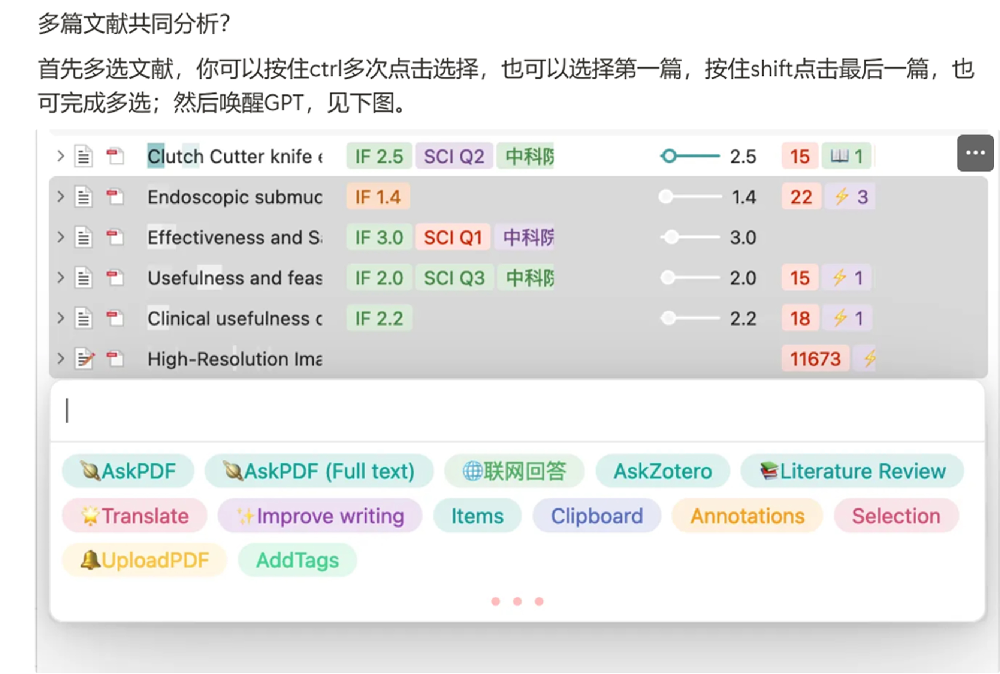 多篇文献共同分析？
首先多选文献，你可以按住ctrl多次点击选择，也可以选择第一篇，按住shift点击最后一篇，也
可完成多选；然后唤醒GPT，见下图。
Clutch Cutter knife IF 2.5 SCI Q2 中科院 2.5 15 📖 1
Endoscopic submuc IF 1.4 1.4 22 ⚡ 3
Effectiveness and Sa IF 3.0 SCI Q1 中科院 3.0
Usefulness and feas IF 2.0 SCI Q3 中科院 2.0 15 ⚡ 1
Clinical usefulness IF 2.2 2.2 18 ⚡ 1
High-Resolution Ima 11673 ⚡
🪐AskPDF 🪐AskPDF (Full text) 🌐联网回答 AskZotero 📚Literature Review
🌟Translate ✨Improve writing Items Clipboard Annotations Selection
🔔UploadPDF AddTags